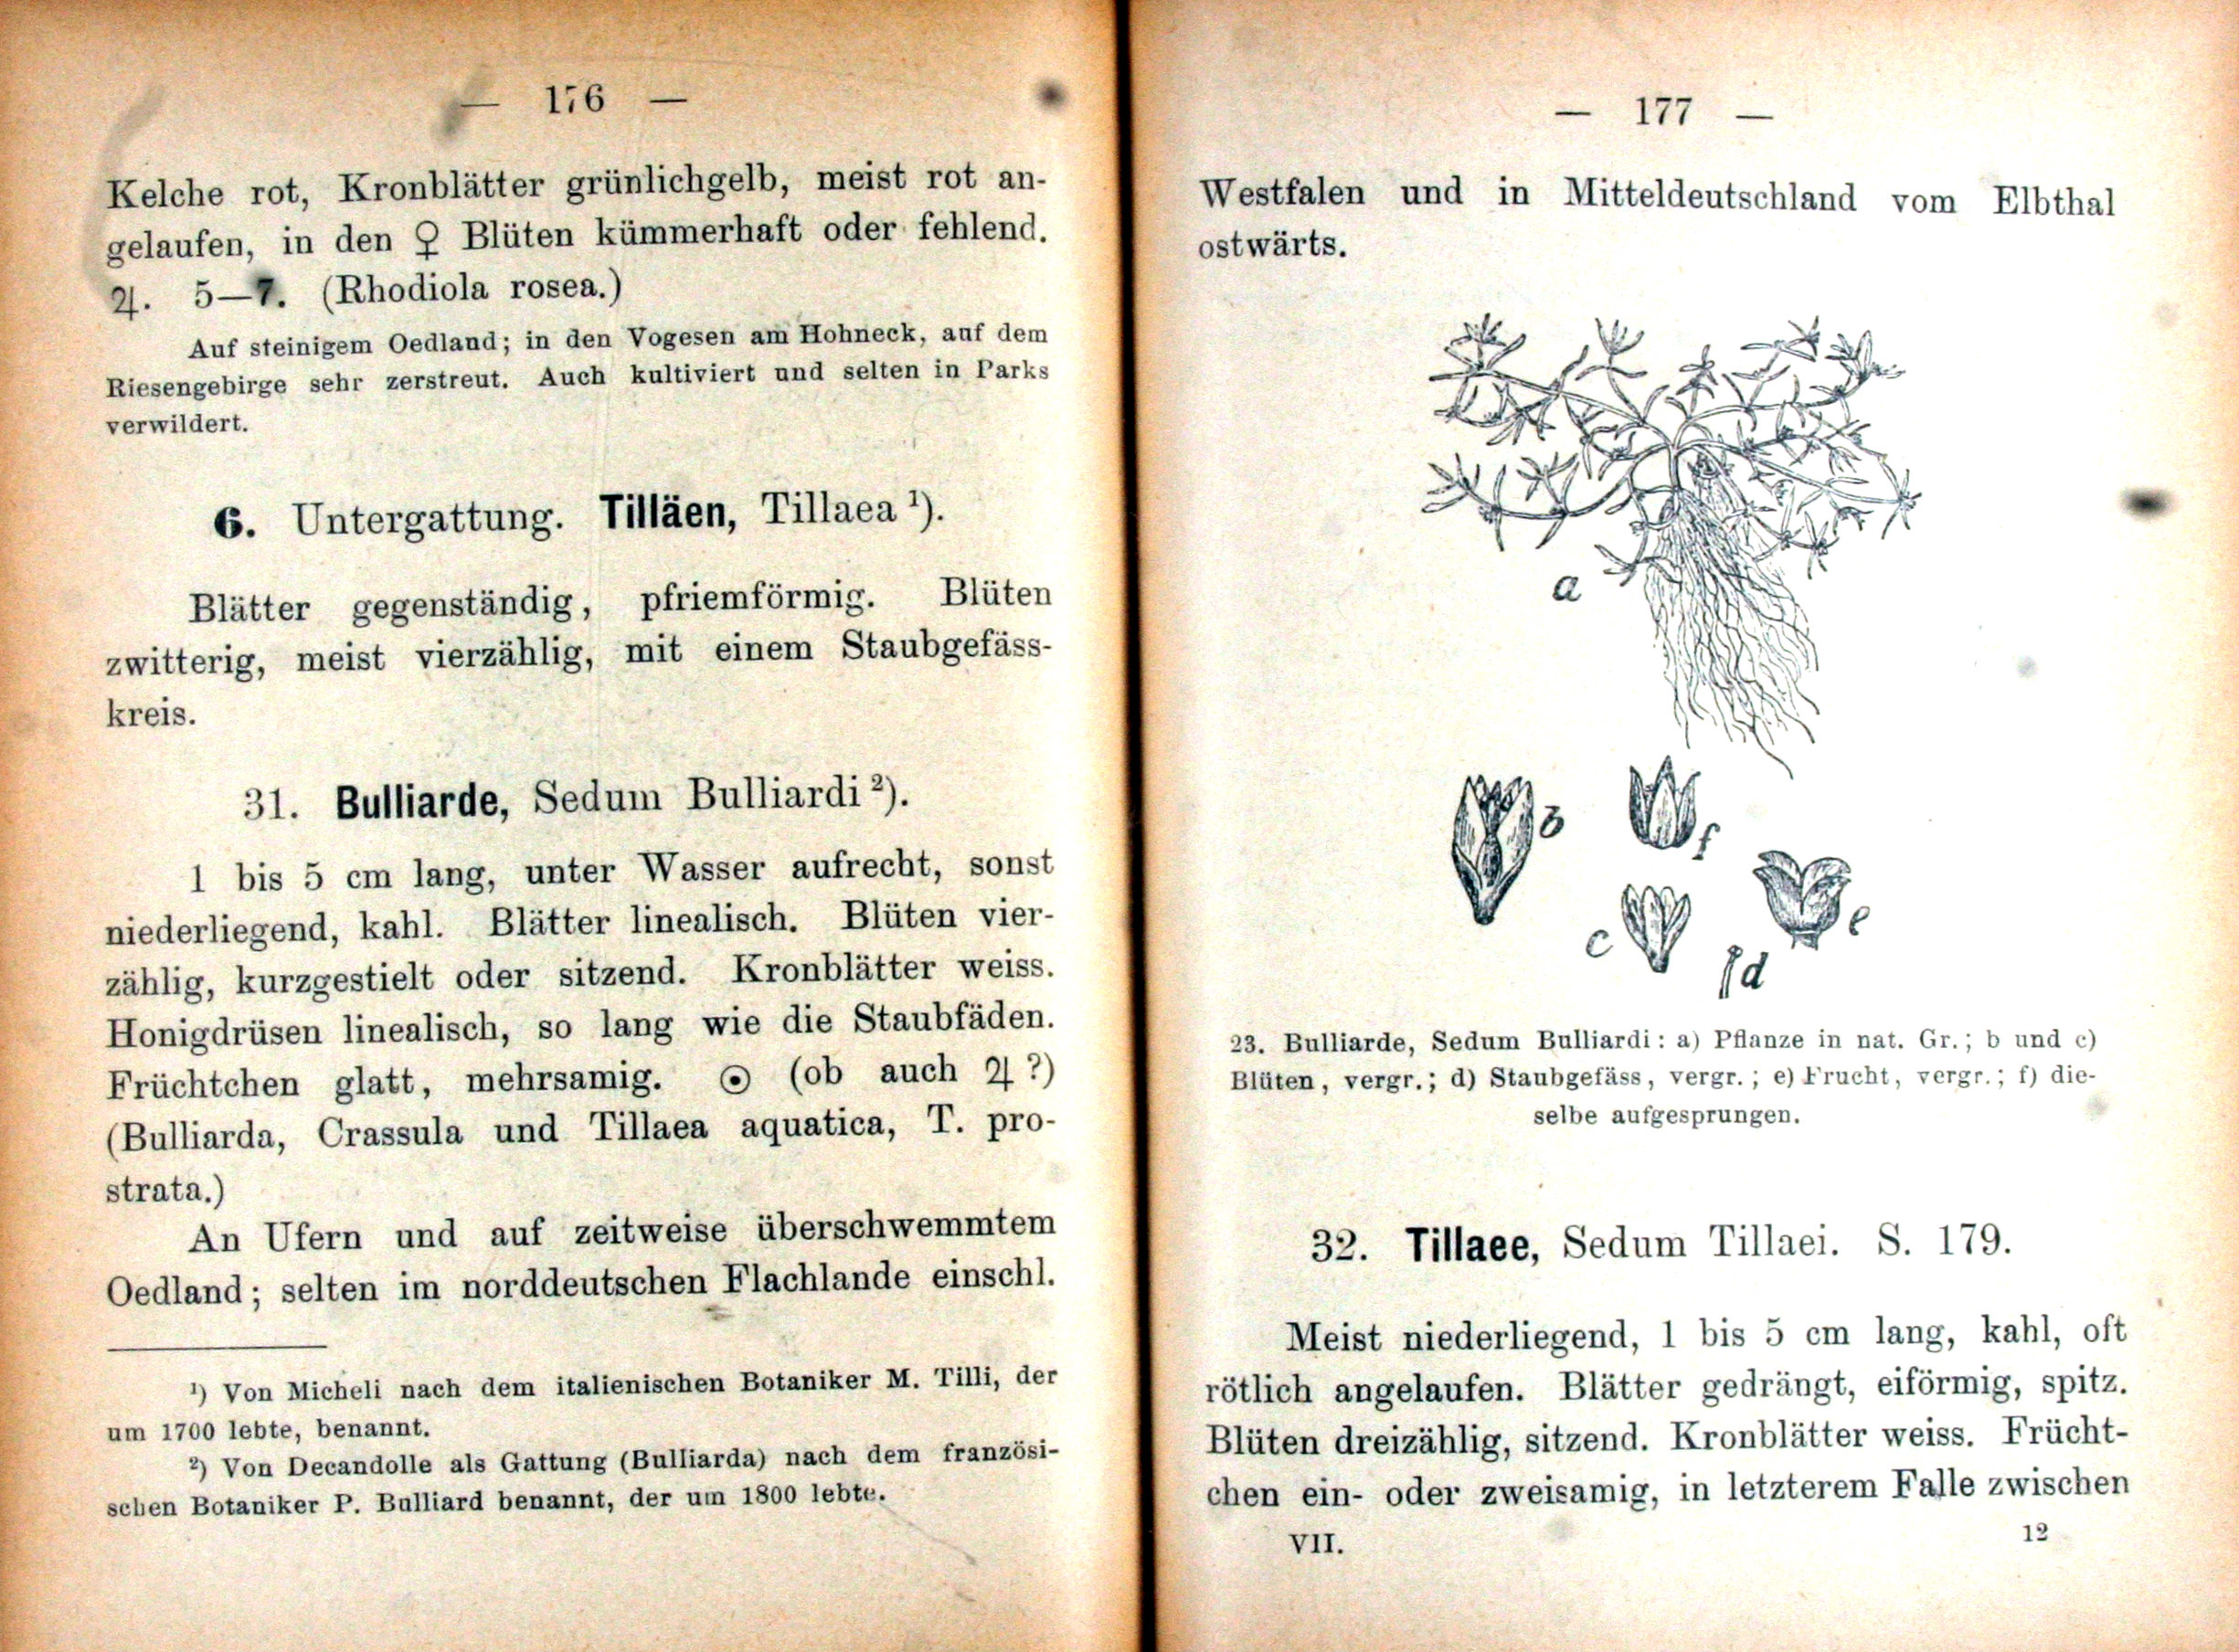 — 176 —
Kelche rot, Kronblätter grünlichgelb, meist rot an-
gelaufen, in den ♀ Blüten kümmerhaft oder fehlend.
♃. 5—7. (Rhodiola rosea.)
Auf steinigem Oedland; in den Vogesen am Hohneck, auf dem
Riesengebirge sehr zerstreut. Auch kultiviert und selten in Parks
verwildert.
6. Untergattung. Tilläen, Tillaea ¹).
Blätter gegenständig, pfriemförmig. Blüten
zwitterig, meist vierzählig, mit einem Staubgefäss-
kreis.
31. Bulliarde, Sedum Bulliardi ²).
1 bis 5 cm lang, unter Wasser aufrecht, sonst
niederliegend, kahl. Blätter linealisch. Blüten vier-
zählig, kurzgestielt oder sitzend. Kronblätter weiss.
Honigdrüsen linealisch, so lang wie die Staubfäden.
Früchtchen glatt, mehrsamig. ⊙ (ob auch ♃ ?)
(Bulliarda, Crassula und Tillaea aquatica, T. pro-
strata.)
An Ufern und auf zeitweise überschwemmtem
Oedland; selten im norddeutschen Flachlande einschl.
¹) Von Micheli nach dem italienischen Botaniker M. Tilli, der
um 1700 lebte, benannt.
²) Von Decandolle als Gattung (Bulliarda) nach dem französi-
schen Botaniker P. Bulliard benannt, der um 1800 lebte.
— 177 —
Westfalen und in Mitteldeutschland vom Elbthal
ostwärts.
a
b
f
c
e
d
23. Bulliarde, Sedum Bulliardi: a) Pflanze in nat. Gr.; b und c)
Blüten, vergr.; d) Staubgefäss, vergr.; e) Frucht, vergr.; f) die-
selbe aufgesprungen.
32. Tillaee, Sedum Tillaei. S. 179.
Meist niederliegend, 1 bis 5 cm lang, kahl, oft
rötlich angelaufen. Blätter gedrängt, eiförmig, spitz.
Blüten dreizählig, sitzend. Kronblätter weiss. Frücht-
chen ein- oder zweisamig, in letzterem Falle zwischen
VII. 12